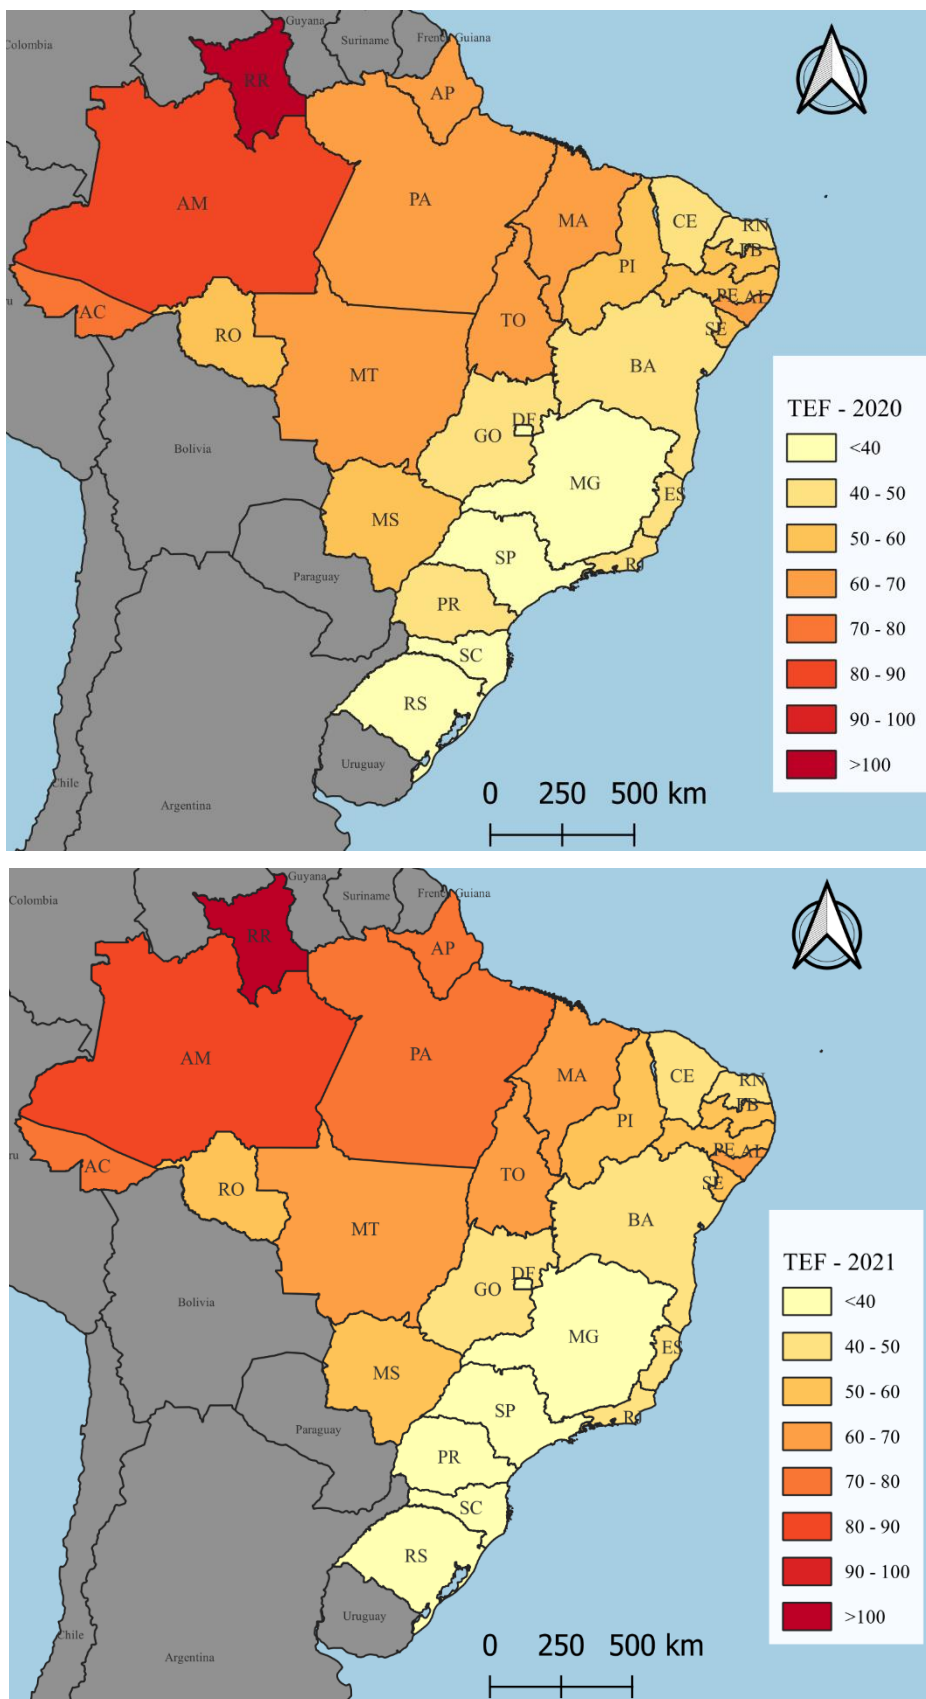 Guyana
Colombia
Suriname
French Guiana
RR
AP
AM
PA
MA
CE
RN
PB
PI
PE
AL
SE
AC
RO
TO
BA
MT
TEF - 2020
DF
GO
<40
Bolivia
MG
40 - 50
ES
MS
50 - 60
SP
RJ
Paraguay
60 - 70
PR
70 - 80
SC
80 - 90
RS
90 - 100
Uruguay
>100
Chile
0 250 500 km
Argentina
Guyana
Colombia
Suriname
French Guiana
RR
AP
AM
PA
MA
CE
RN
PB
PI
PE
AL
AC
RO
TO
SE
BA
MT
TEF - 2021
DF
GO
<40
Bolivia
MG
40 - 50
ES
MS
50 - 60
SP
RJ
Paraguay
60 - 70
PR
70 - 80
SC
80 - 90
RS
90 - 100
Uruguay
>100
Chile
0 250 500 km
Argentina